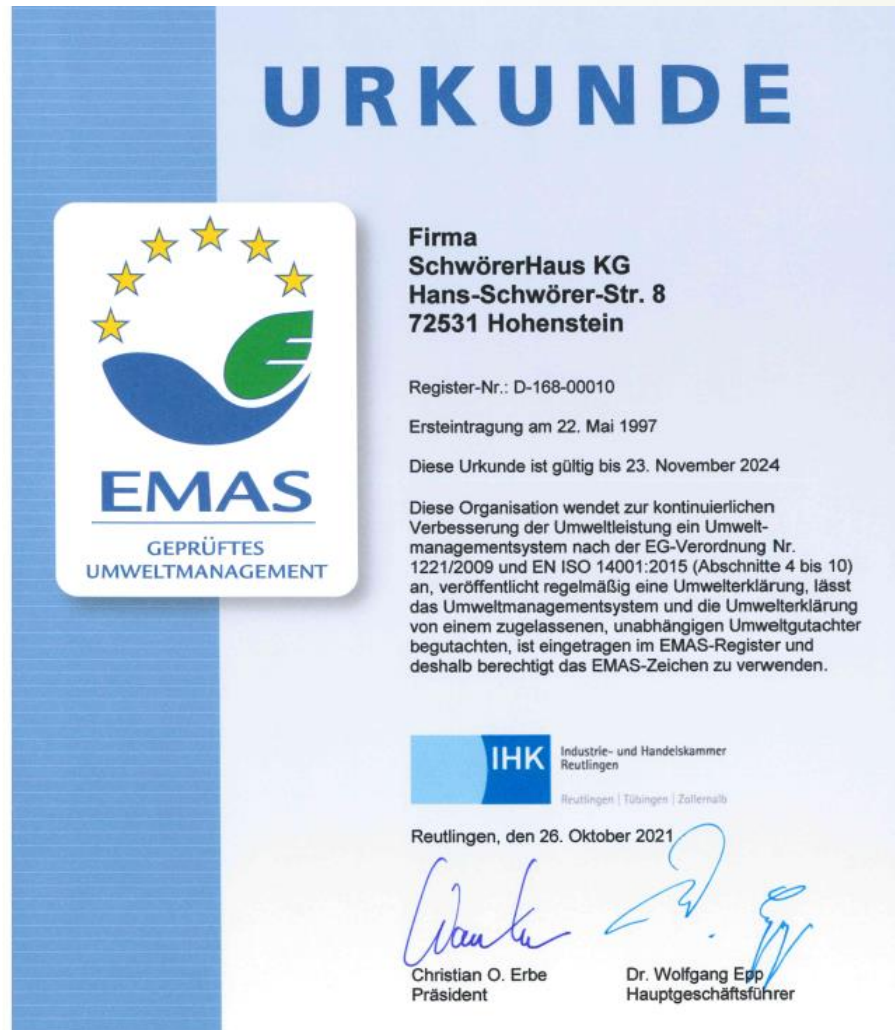 URKUNDE
EMAS
GEPRÜFTES
UMWELTMANAGEMENT
Firma
SchwörerHaus KG
Hans-Schwörer-Str. 8
72531 Hohenstein
Register-Nr.: D-168-00010
Ersteintragung am 22. Mai 1997
Diese Urkunde ist gültig bis 23. November 2024
Diese Organisation wendet zur kontinuierlichen
Verbesserung der Umweltleistung ein Umwelt-
managementsystem nach der EG-Verordnung Nr.
1221/2009 und EN ISO 14001:2015 (Abschnitte 4 bis 10)
an, veröffentlicht regelmäßig eine Umwelterklärung, lässt
das Umweltmanagementsystem und die Umwelterklärung
von einem zugelassenen, unabhängigen Umweltgutachter
begutachten, ist eingetragen im EMAS-Register und
deshalb berechtigt das EMAS-Zeichen zu verwenden.
IHK
Industrie- und Handelskammer
Reutlingen
Reutlingen | Tübingen | Zollernalb
Reutlingen, den 26. Oktober 2021
Christian O. Erbe
Präsident
Dr. Wolfgang Epp
Hauptgeschäftsführer